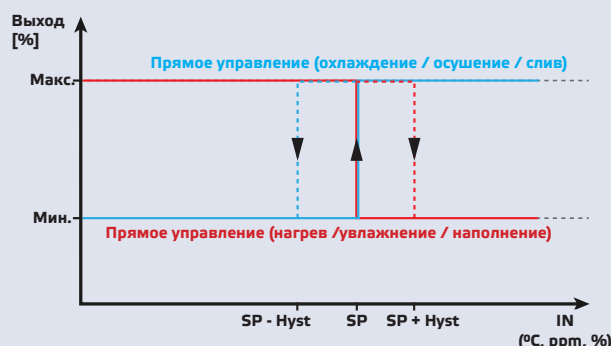 Выход
[%]
Прямое управление (охлаждение / осушение / слив)
Макс.
Мин.
Прямое управление (нагрев /увлажнение / наполнение)
SP - Hyst SP SP + Hyst IN
(ºC, ppm, %)